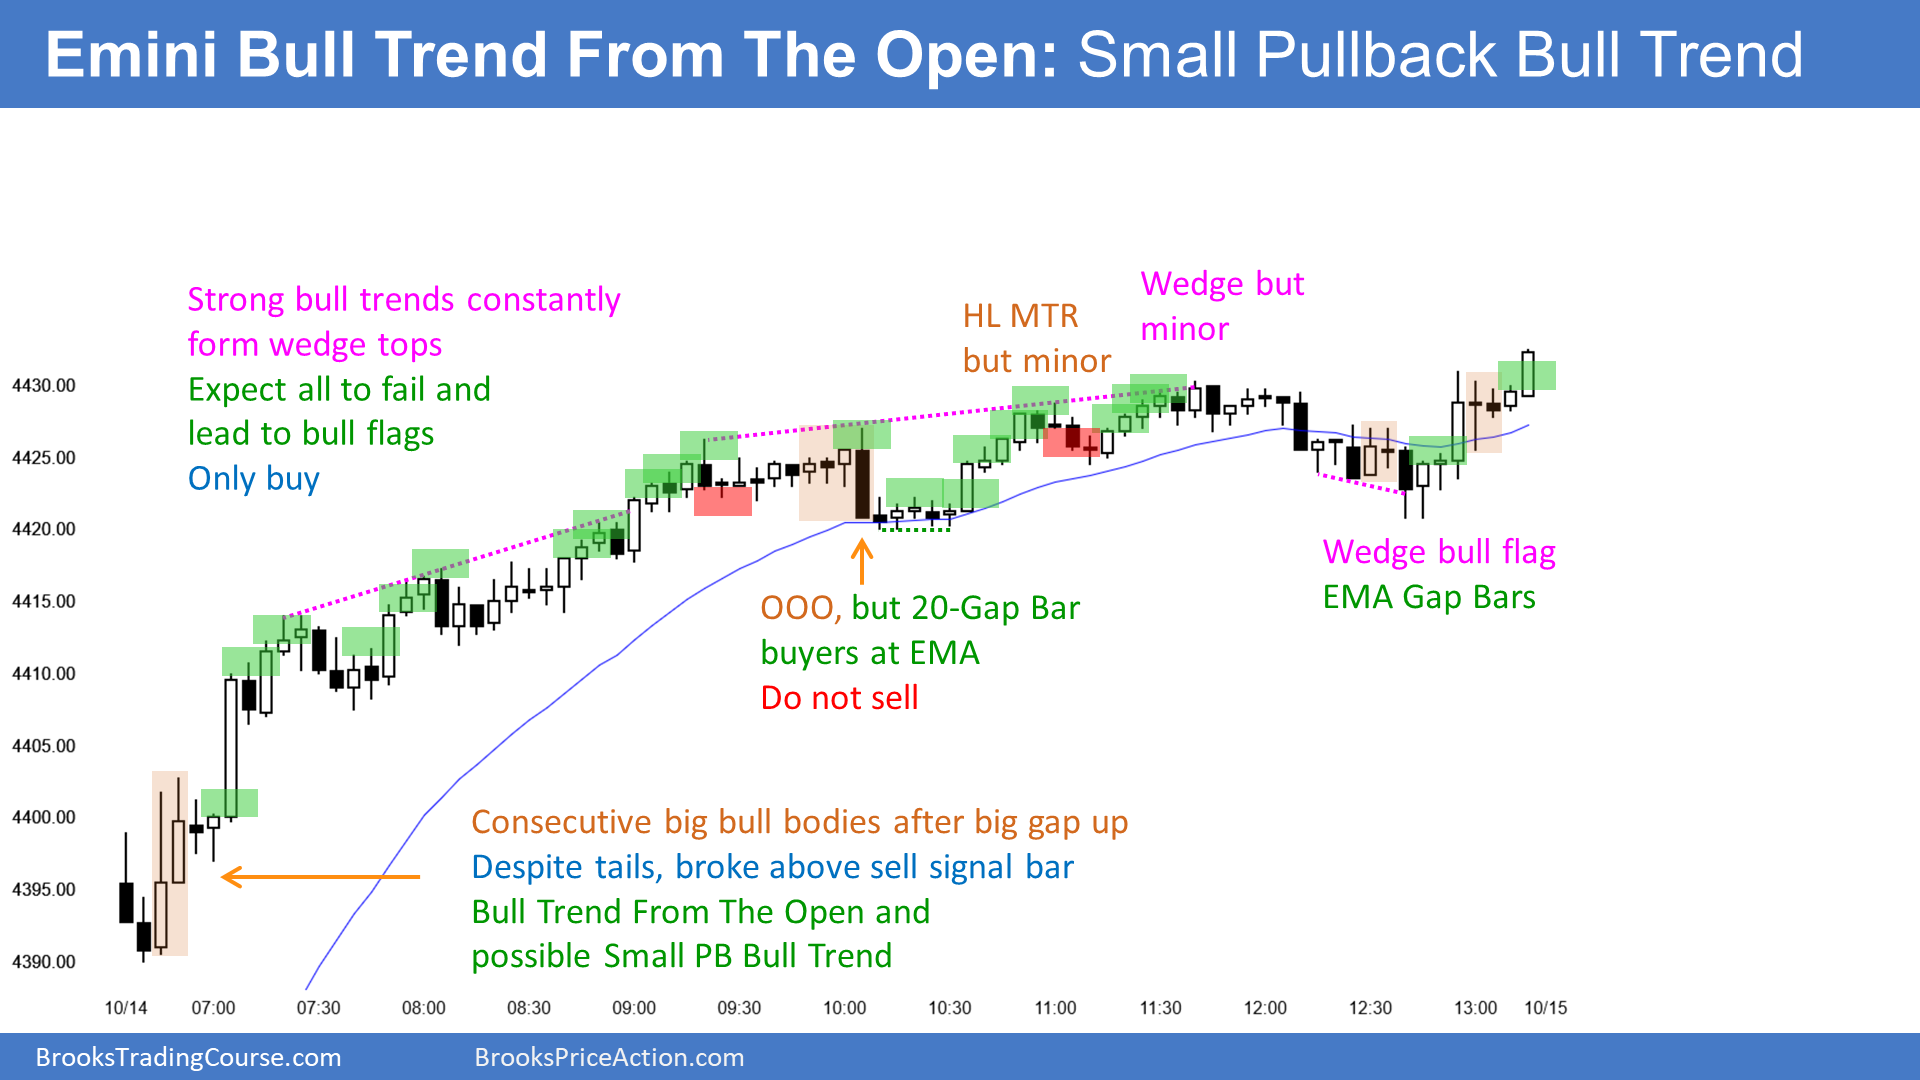 Emini Bull Trend From The Open: Small Pullback Bull Trend
Strong bull trends constantly
form wedge tops
Expect all to fail and
lead to bull flags
Only buy
HL MTR
but minor
Wedge but
minor
OOO, but 20-Gap Bar
buyers at EMA
Do not sell
Wedge bull flag
EMA Gap Bars
Consecutive big bull bodies after big gap up
Despite tails, broke above sell signal bar
Bull Trend From The Open and
possible Small PB Bull Trend
4430.00
4425.00
4420.00
4415.00
4410.00
4405.00
4400.00
4395.00
4390.00
10/14 07:00 07:30 08:00 08:30 09:00 09:30 10:00 10:30 11:00 11:30 12:00 12:30 13:00 10/15
BrooksTradingCourse.com BrooksPriceAction.com